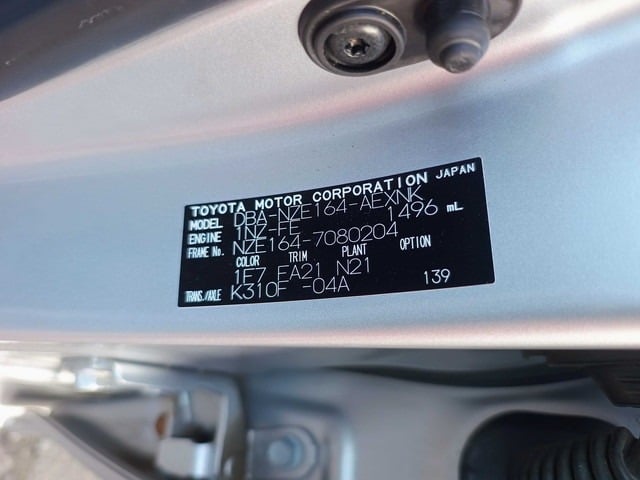 TOYOTA MOTOR CORPORATION JAPAN
MODEL DBA-NZE164-AEXNK
ENGINE 1NZ-FE 1496 mL
FRAME No. NZE164-7080204
COLOR TRIM PLANT OPTION
1E7 FA21 N21
TRANS./AXLE K310F -04A 139